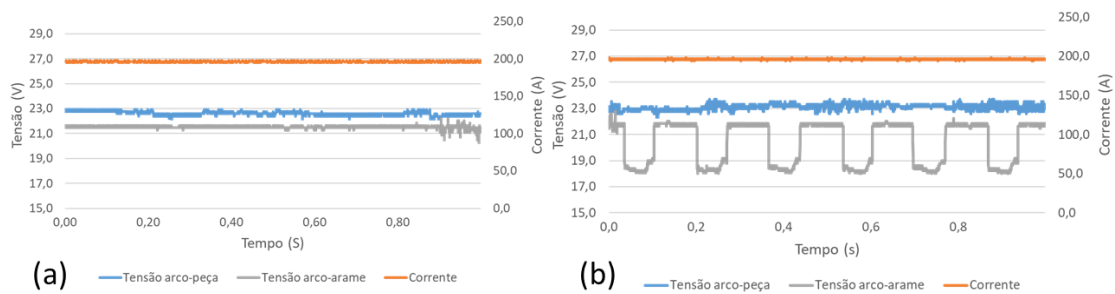 29,0
27,0
25,0
23,0
21,0
19,0
17,0
15,0
Tensão (V)
250,0
200,0
150,0
100,0
50,0
0,0
Corrente (A)
0,00
0,20
0,40
0,60
0,80
Tempo (S)
(a)
Tensão arco-peça
Tensão arco-arame
Corrente
29,0
27,0
25,0
23,0
21,0
19,0
17,0
15,0
Tensão (V)
250,0
200,0
150,0
100,0
50,0
0,0
Corrente (A)
0,0
0,2
0,4
0,6
0,8
Tempo (s)
(b)
Tensão arco-peça
Tensão arco-arame
Corrente